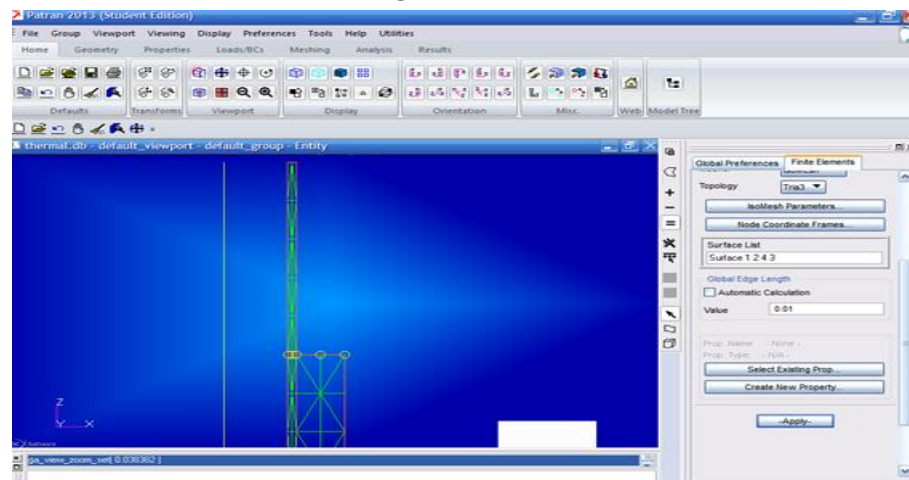 Patran 2013 (Student Edition)
File Group Viewport Viewing Display Preferences Tools Help Utilities
Home Geometry Properties Loads/BCs Meshing Analysis Results
Defaults Transforms Viewport Display Orientation Misc. Web Model Tree
thermal.db - default_viewport - default_group - Entity
Global Preferences Finite Elements
Topology Tria3
IsoMesh Parameters...
Node Coordinate Frames...
Surface List
Surface 1 2 4 3
Global Edge Length
Automatic Calculation
Value 0.01
Prop. Name: - None -
Prop. Type: - N/A -
Select Existing Prop...
Create New Property...
-Apply-
Z
Y X
ga_view_zoom_set( 0.038382 )